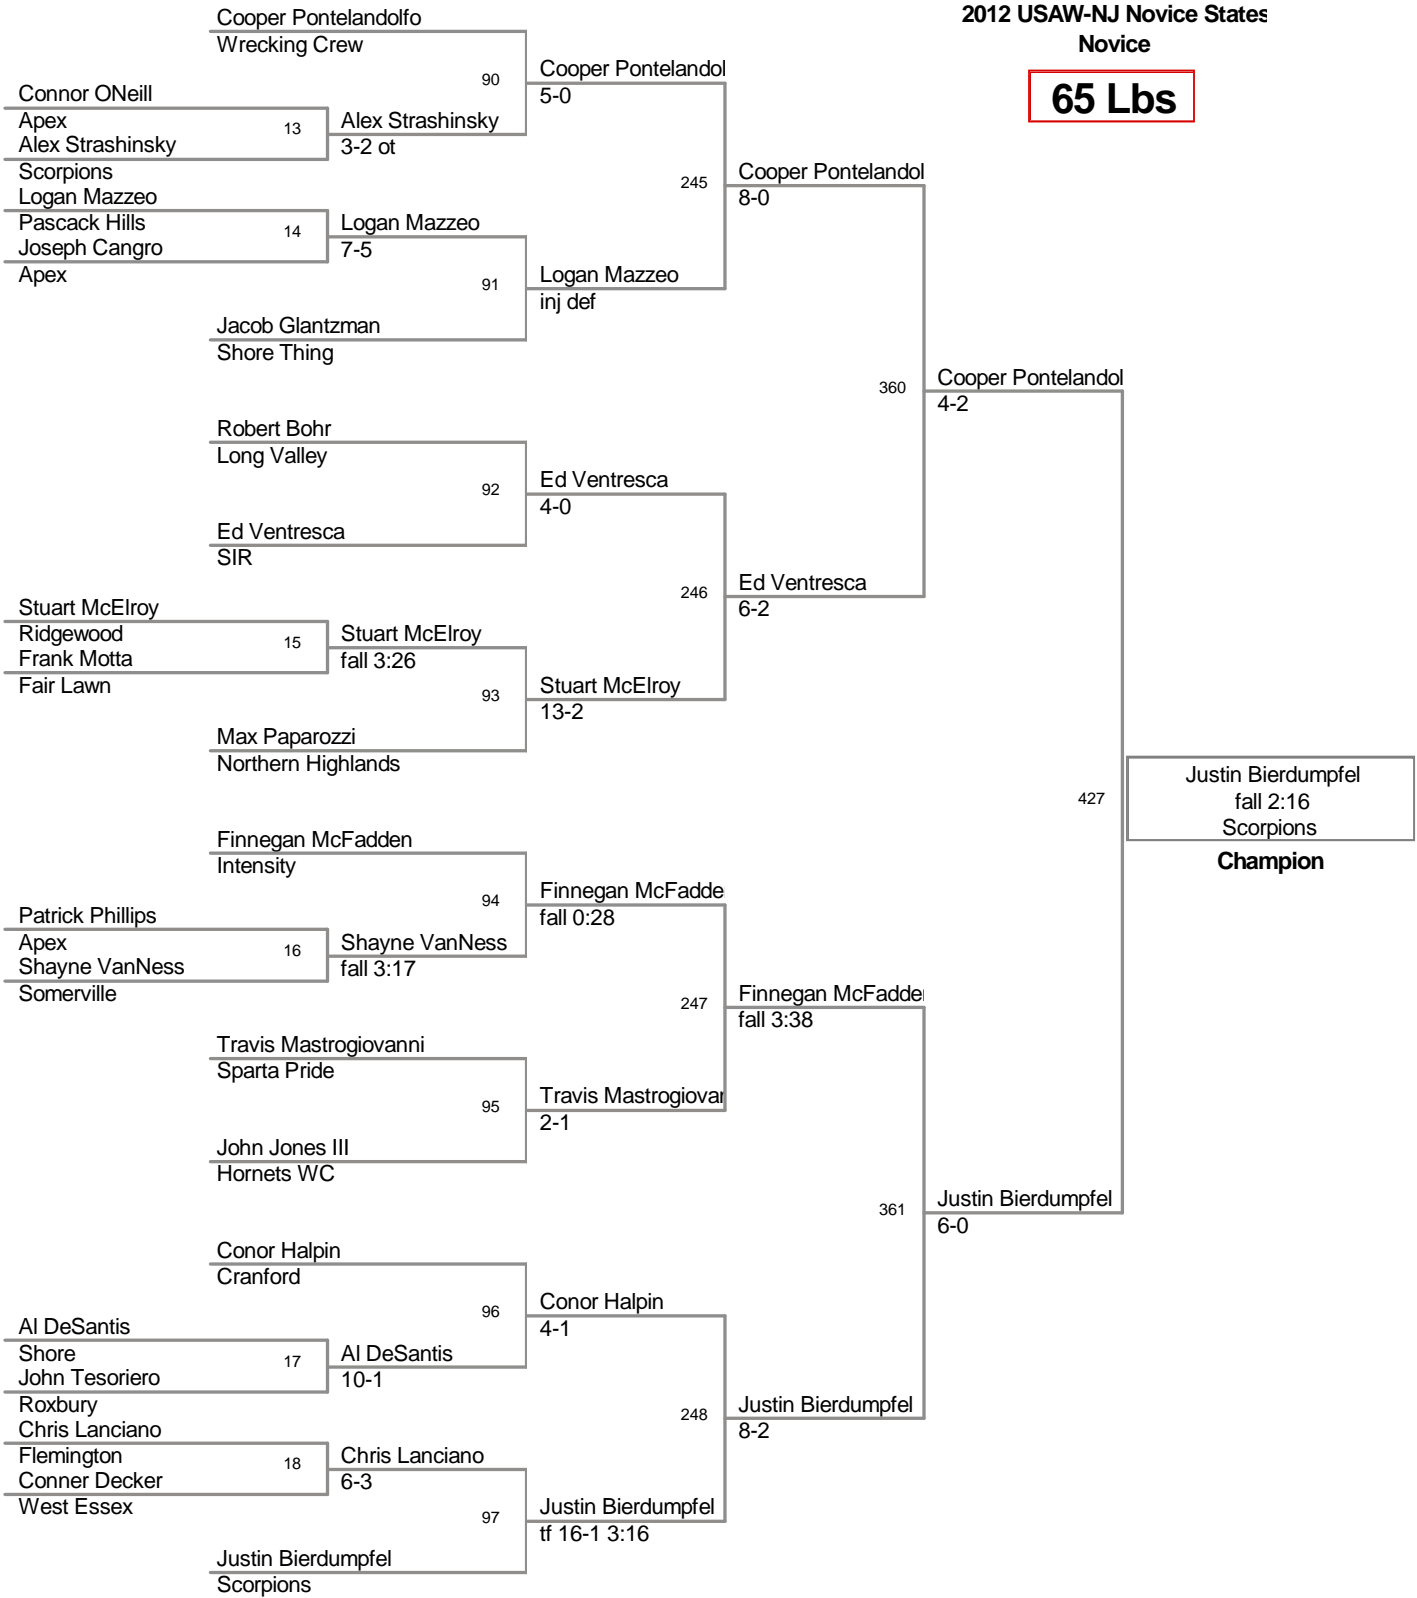 2012 USAW-NJ Novice States
Novice
65 Lbs
Cooper Pontelandolfo
Wrecking Crew
90
Cooper Pontelandol
5-0
Connor ONeill
Apex
13
Alex Strashinsky
Alex Strashinsky
3-2 ot
Scorpions
245
Cooper Pontelandol
8-0
Logan Mazzeo
Pascack Hills
14
Logan Mazzeo
Joseph Cangro
7-5
Apex
91
Logan Mazzeo
inj def
Jacob Glantzman
Shore Thing
360
Cooper Pontelandol
4-2
Robert Bohr
Long Valley
92
Ed Ventresca
4-0
Ed Ventresca
SIR
246
Ed Ventresca
6-2
Stuart McElroy
Ridgewood
15
Stuart McElroy
Frank Motta
fall 3:26
Fair Lawn
93
Stuart McElroy
13-2
Max Paparozzi
Northern Highlands
427
Justin Bierdumpfel
fall 2:16
Scorpions
Champion
Finnegan McFadden
Intensity
94
Finnegan McFadde
fall 0:28
Patrick Phillips
Apex
16
Shayne VanNess
Shayne VanNess
fall 3:17
Somerville
247
Finnegan McFadde
fall 3:38
Travis Mastrogiovanni
Sparta Pride
95
Travis Mastrogiova
2-1
John Jones III
Hornets WC
361
Justin Bierdumpfel
6-0
Conor Halpin
Cranford
96
Conor Halpin
4-1
Al DeSantis
Shore
17
Al DeSantis
John Tesoriero
10-1
Roxbury
248
Justin Bierdumpfel
8-2
Chris Lanciano
Flemington
18
Chris Lanciano
Conner Decker
6-3
West Essex
97
Justin Bierdumpfel
tf 16-1 3:16
Justin Bierdumpfel
Scorpions